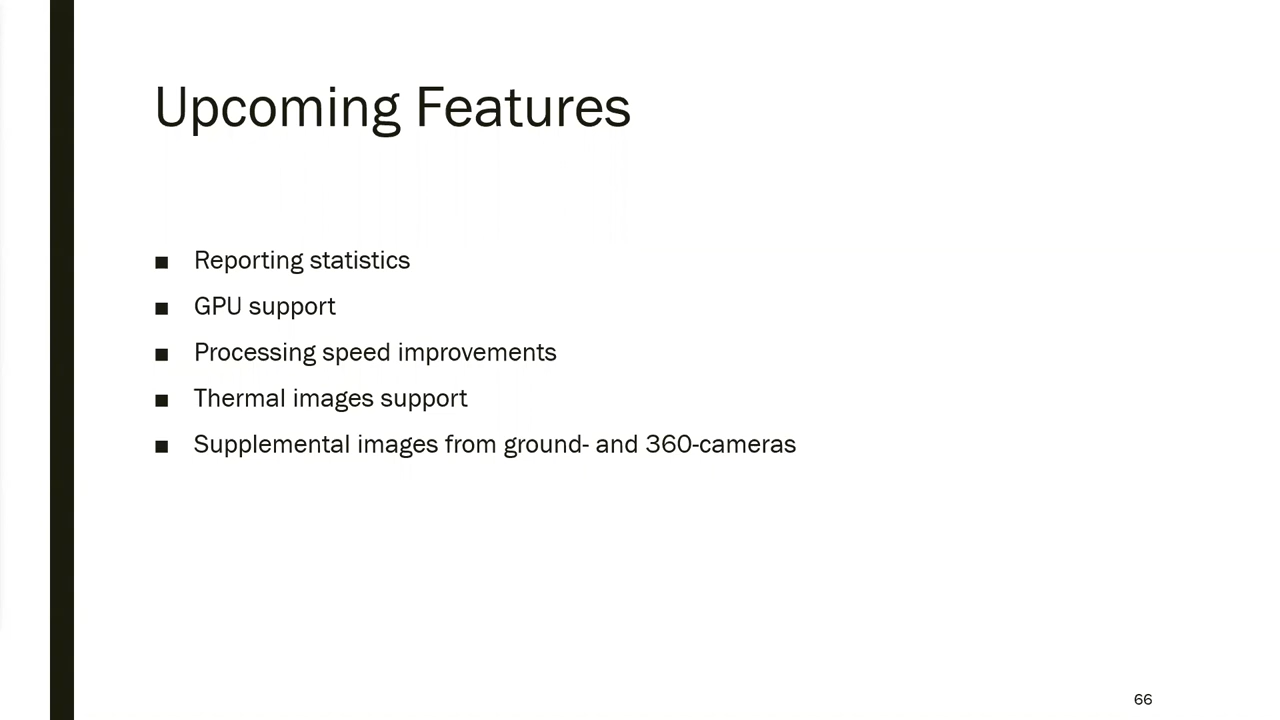 Upcoming Features
■ Reporting statistics
■ GPU support
■ Processing speed improvements
■ Thermal images support
■ Supplemental images from ground- and 360-cameras
66